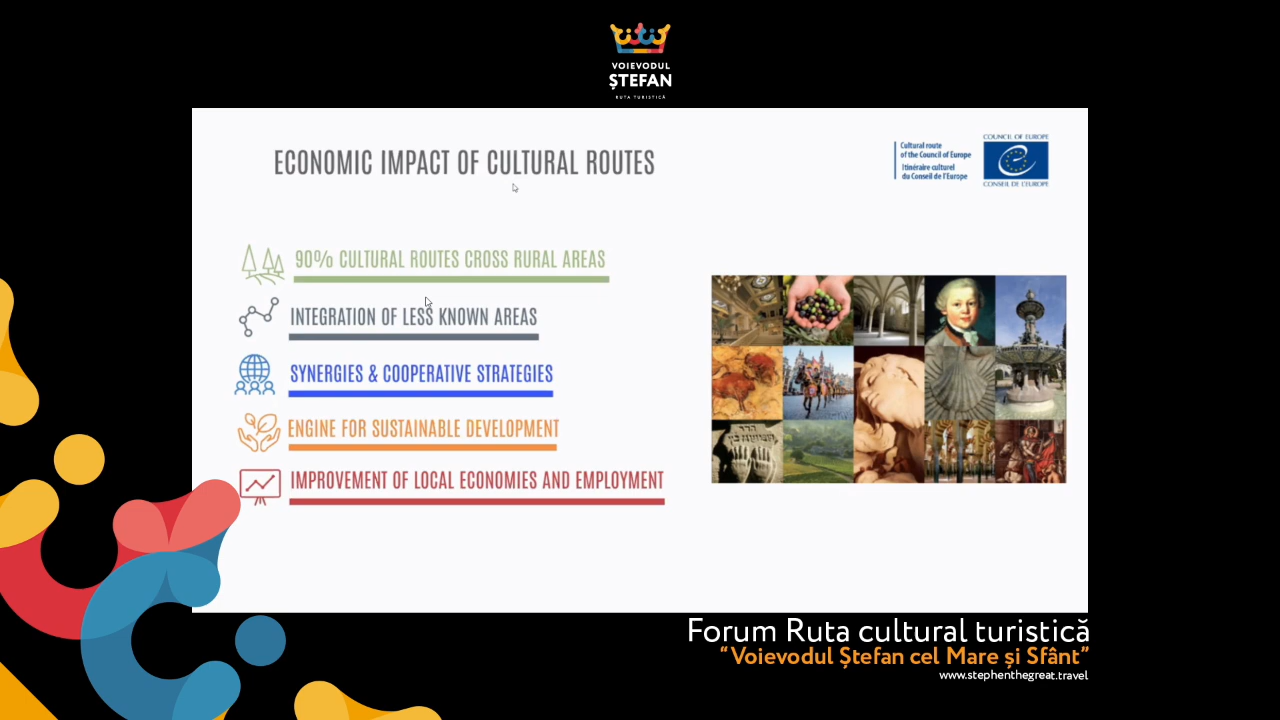 VOIEVODUL
ȘTEFAN
RUTA TURISTICĂ
ECONOMIC IMPACT OF CULTURAL ROUTES
Cultural route
of the Council of Europe
Itinéraire culturel
du Conseil de l'Europe
COUNCIL OF EUROPE
CONSEIL DE L'EUROPE
90% CULTURAL ROUTES CROSS RURAL AREAS
INTEGRATION OF LESS KNOWN AREAS
SYNERGIES & COOPERATIVE STRATEGIES
ENGINE FOR SUSTAINABLE DEVELOPMENT
IMPROVEMENT OF LOCAL ECONOMIES AND EMPLOYMENT
Forum Ruta cultural turistică
“Voievodul Ștefan cel Mare și Sfânt”
www.stephenthegreat.travel